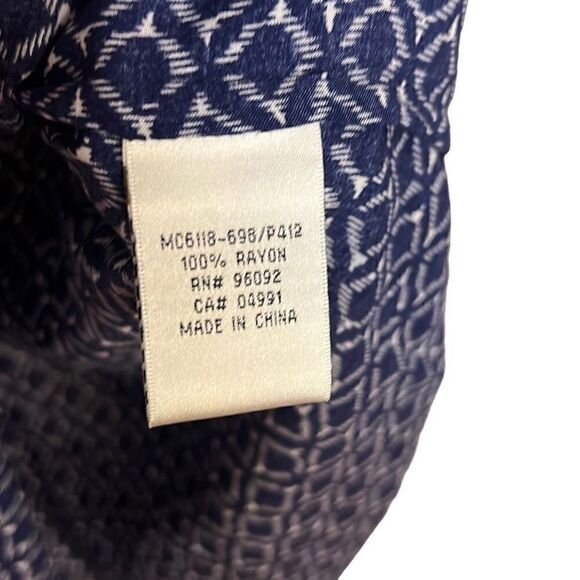 MC6118-698/P412
100% RAYON
RN# 96092
CA# 04991
MADE IN CHINA